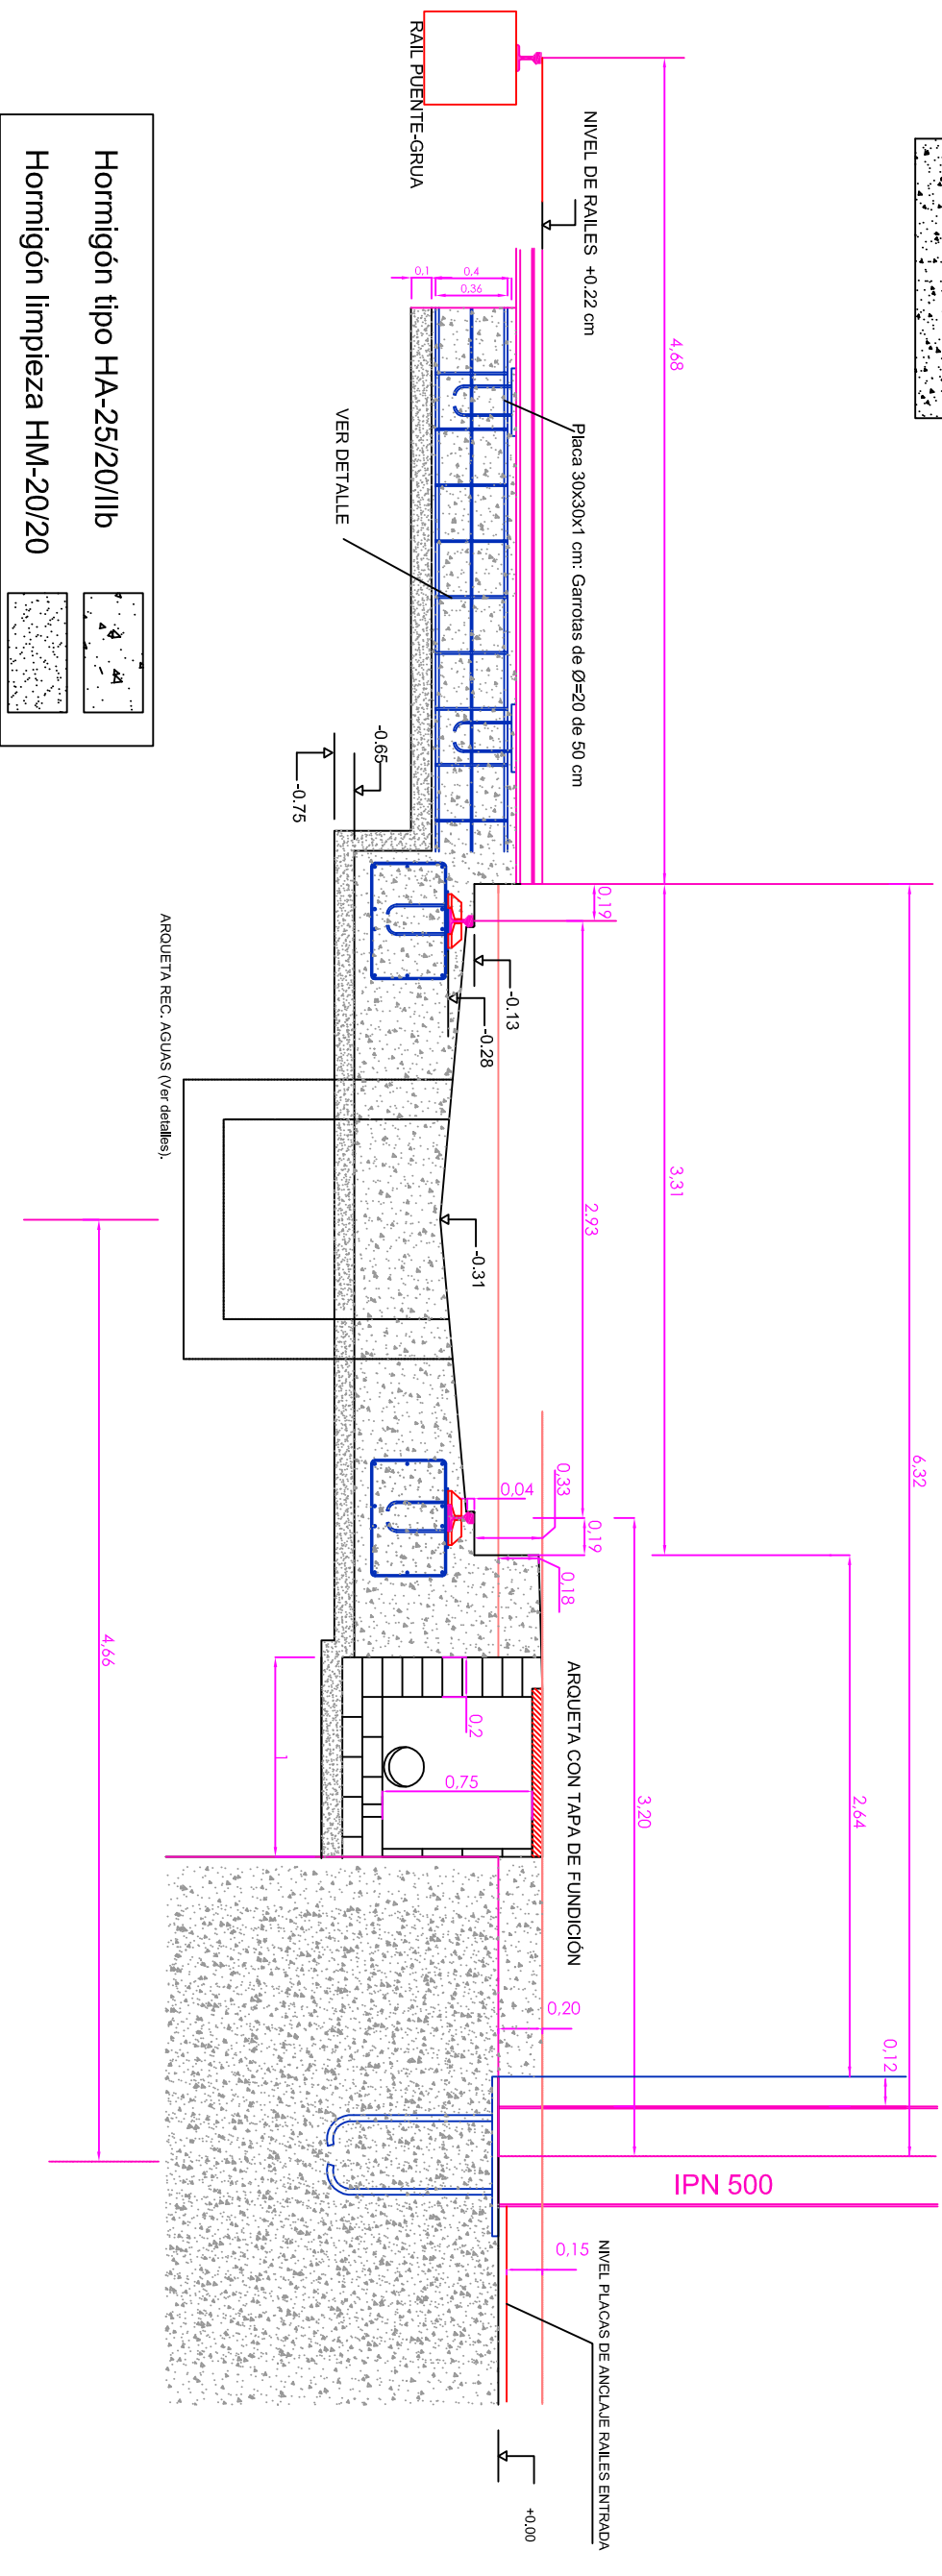 RAIL PUENTE-GRUA
NIVEL DE RAILES +0.22 cm
4,68
0,1
0,4
0,36
Placa 30x30x1 cm: Garrotas de Ø=20 de 50 cm
VER DETALLE
Hormigón tipo HA-25/20/IIb
Hormigón limpieza HM-20/20
-0.65
-0.75
0,19
-0.13
-0.28
ARQUETA REC. AGUAS (Ver detalles).
3,31
2,93
-0.31
6,32
0,04
0,33
0,19
0,18
4,66
ARQUETA CON TAPA DE FUNDICIÓN
0,2
1
0,75
3,20
2,64
0,20
0,12
IPN 500
0,15
NIVEL PLACAS DE ANCLAJE RAILES ENTRADA
+0.00